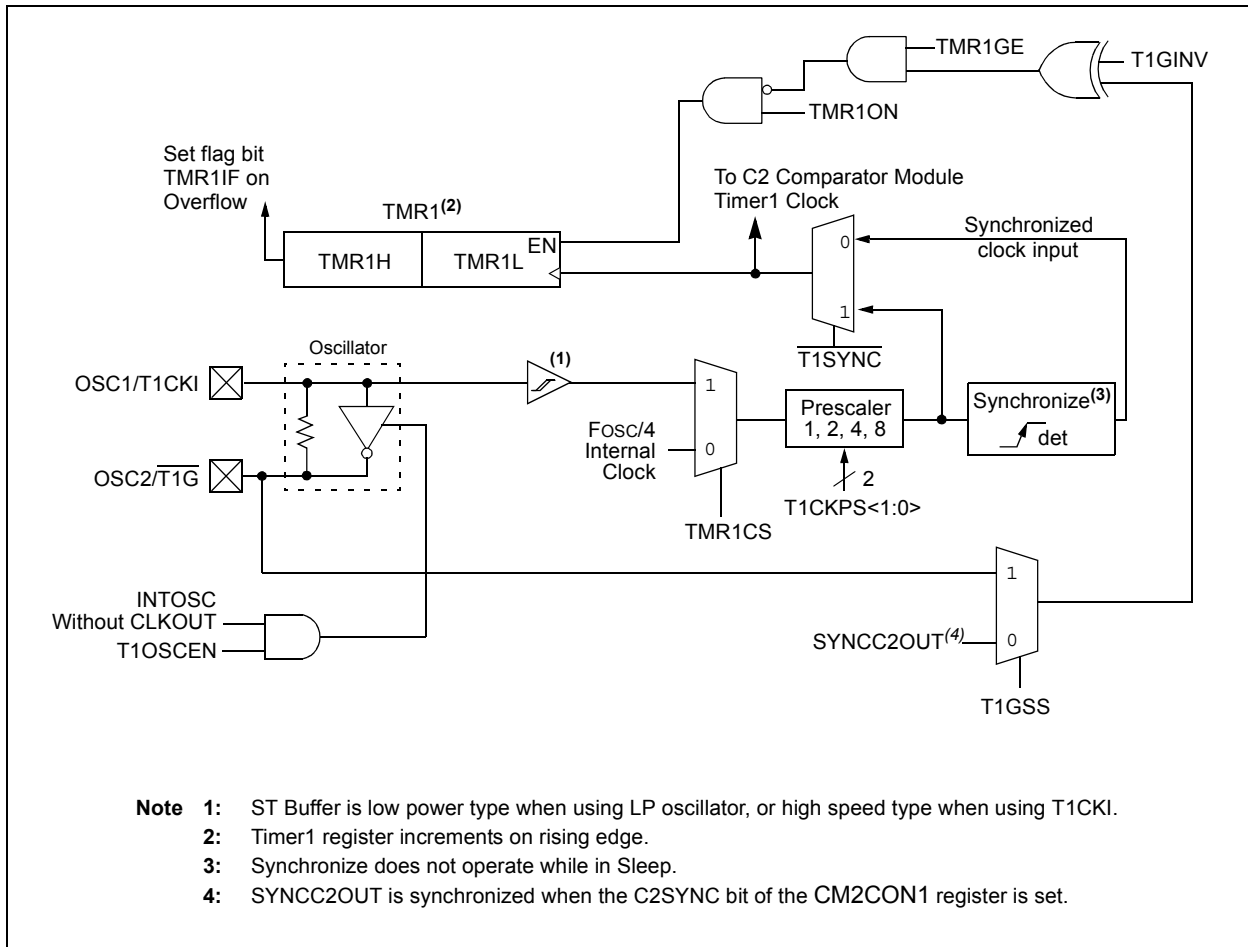 TMR1GE
T1GINV
TMR1ON
Set flag bit
TMR1IF on
Overflow
To C2 Comparator Module
Timer1 Clock
TMR1(2)
EN
TMR1H
TMR1L
0
Synchronized
clock input
1
T1SYNC
Oscillator
(1)
OSC1/T1CKI
1
FOSC/4
Internal
Clock
0
Prescaler
1, 2, 4, 8
Synchronize(3)
det
OSC2/T1G
2
T1CKPS<1:0>
TMR1CS
1
INTOSC
Without CLKOUT
T1OSCEN
SYNCC2OUT(4)
0
T1GSS
Note 1: ST Buffer is low power type when using LP oscillator, or high speed type when using T1CKI.
2: Timer1 register increments on rising edge.
3: Synchronize does not operate while in Sleep.
4: SYNCC2OUT is synchronized when the C2SYNC bit of the CM2CON1 register is set.